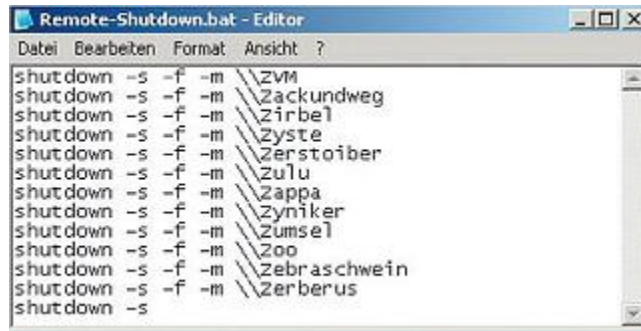 Remote-Shutdown.bat - Editor
Datei Bearbeiten Format Ansicht ?
shutdown -s -f -m \\ZVM
shutdown -s -f -m \\Zackundweg
shutdown -s -f -m \\Zirbel
shutdown -s -f -m \\Zyste
shutdown -s -f -m \\Zerstoiber
shutdown -s -f -m \\Zulu
shutdown -s -f -m \\Zappa
shutdown -s -f -m \\Zyniker
shutdown -s -f -m \\Zumsel
shutdown -s -f -m \\Zoo
shutdown -s -f -m \\Zebraschwein
shutdown -s -f -m \\Zerberus
shutdown -s